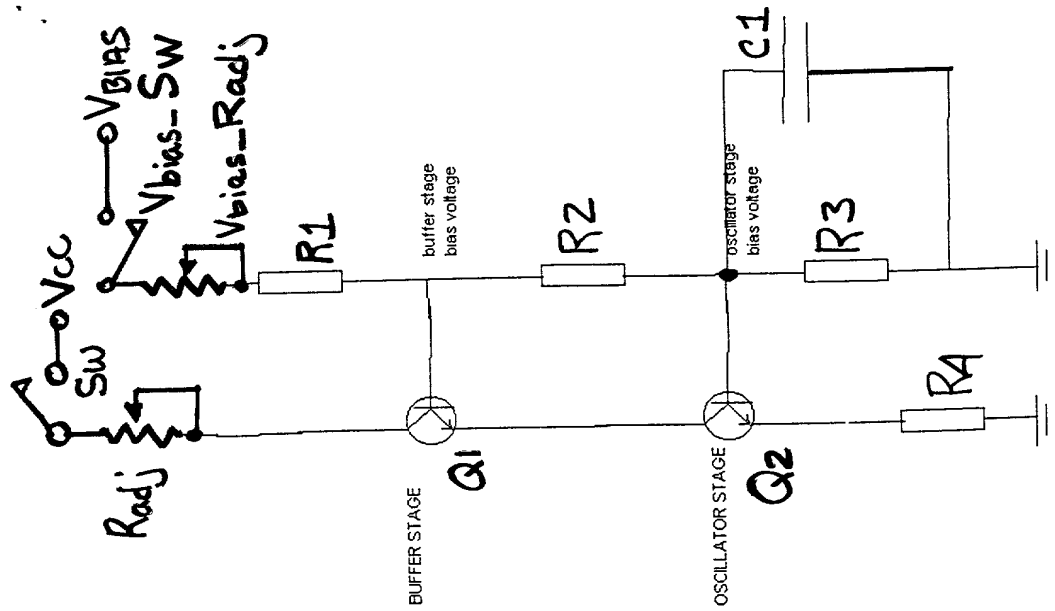 VBIAS
Vbias_SW
Vbias_Radj
Vcc
SW
Radj
R1
buffer stage
bias voltage
R2
C1
oscillator stage
bias voltage
R3
BUFFER STAGE
Q1
OSCILLATOR STAGE
Q2
R4